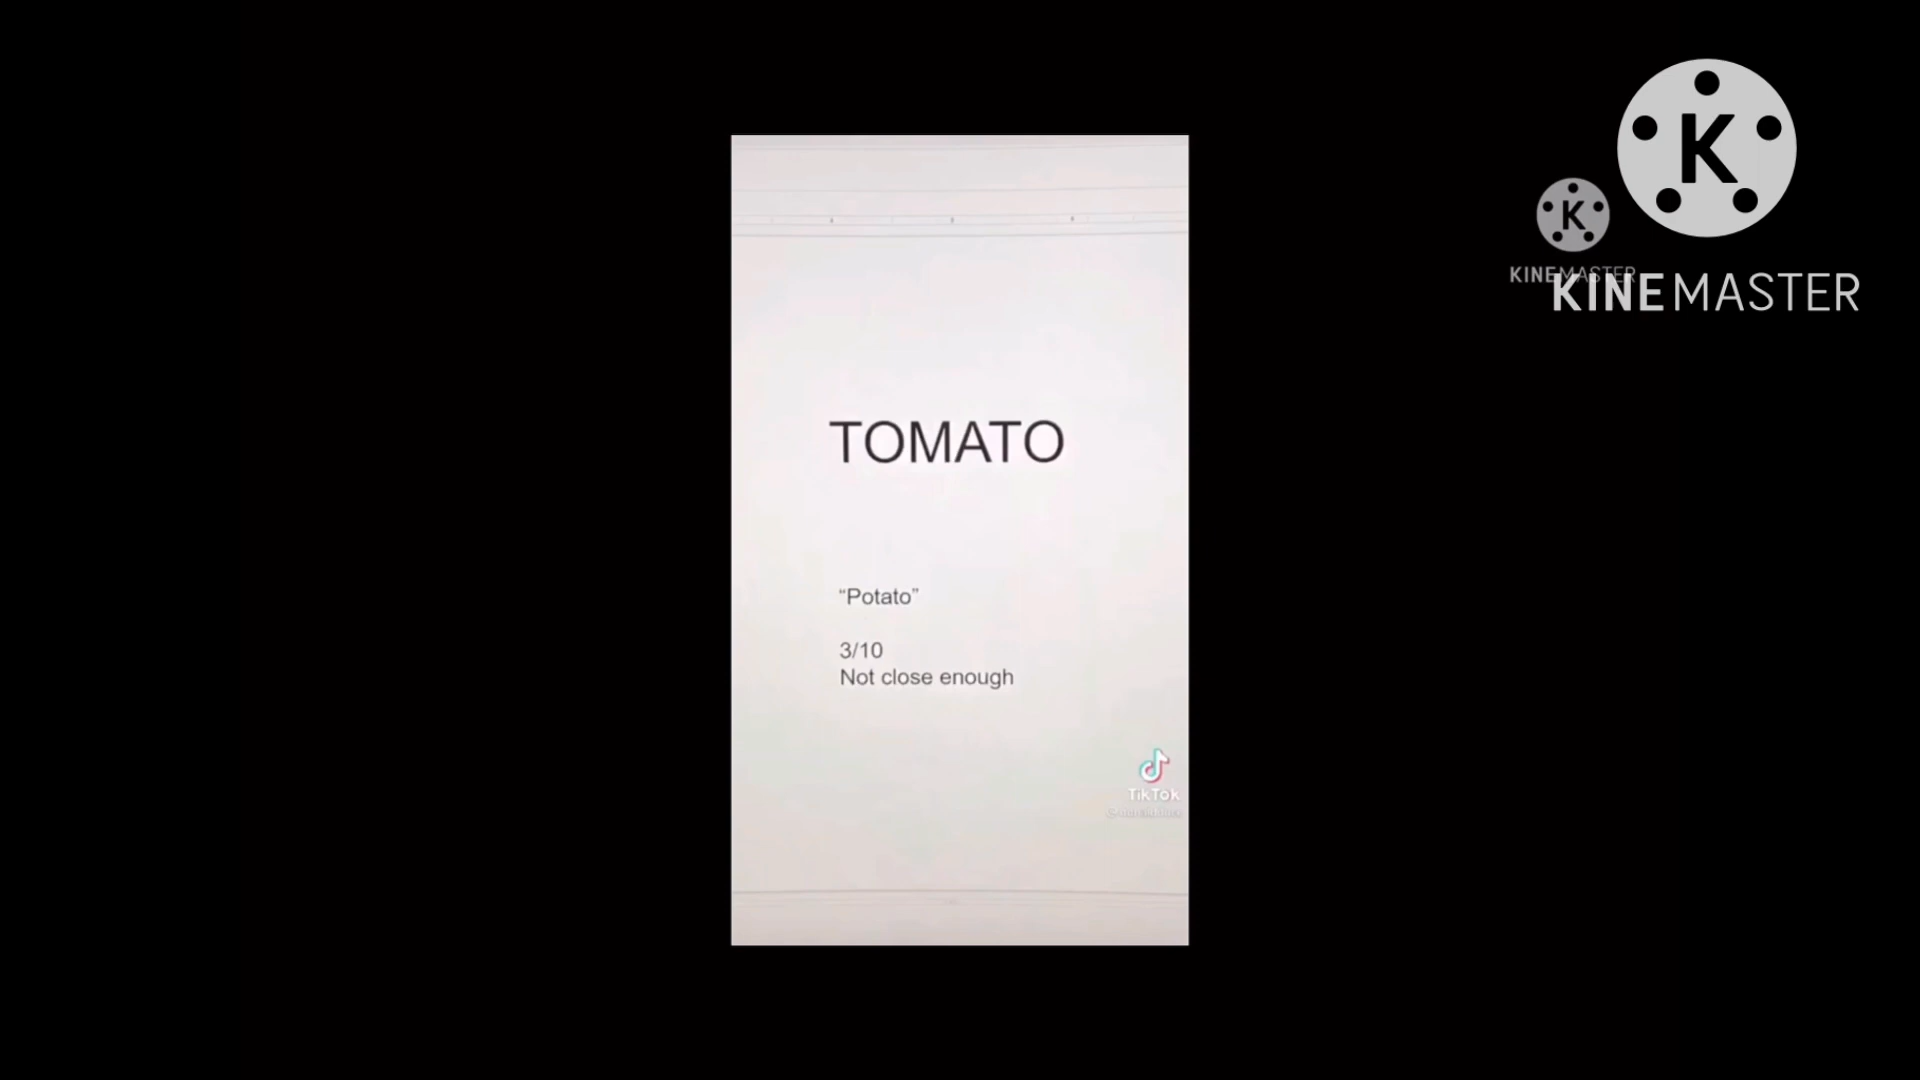 K
KINEMASTER
K
KINEMASTER
TOMATO
“Potato”
3/10
Not close enough
TikTok